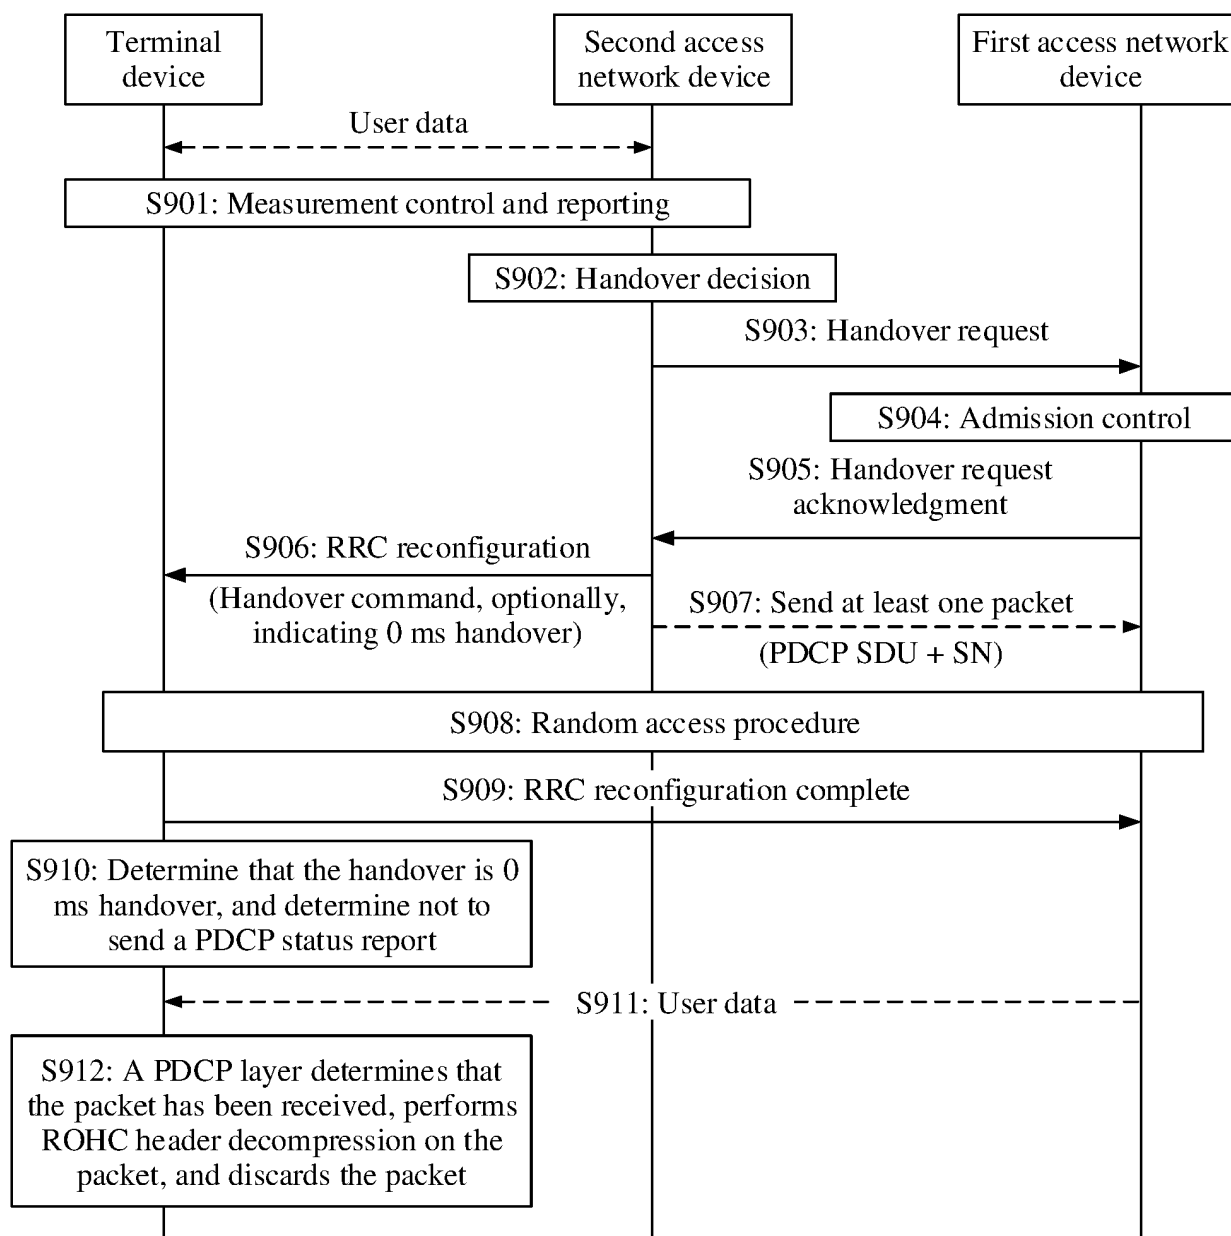 Terminal
device
Second access
network device
First access network
device
User data
S901: Measurement control and reporting
S902: Handover decision
S903: Handover request
S904: Admission control
S905: Handover request
acknowledgment
S906: RRC reconfiguration
(Handover command, optionally,
indicating 0 ms handover)
S907: Send at least one packet
(PDCP SDU + SN)
S908: Random access procedure
S909: RRC reconfiguration complete
S910: Determine that the handover is 0
ms handover, and determine not to
send a PDCP status report
S911: User data
S912: A PDCP layer determines that
the packet has been received, performs
ROHC header decompression on the
packet, and discards the packet